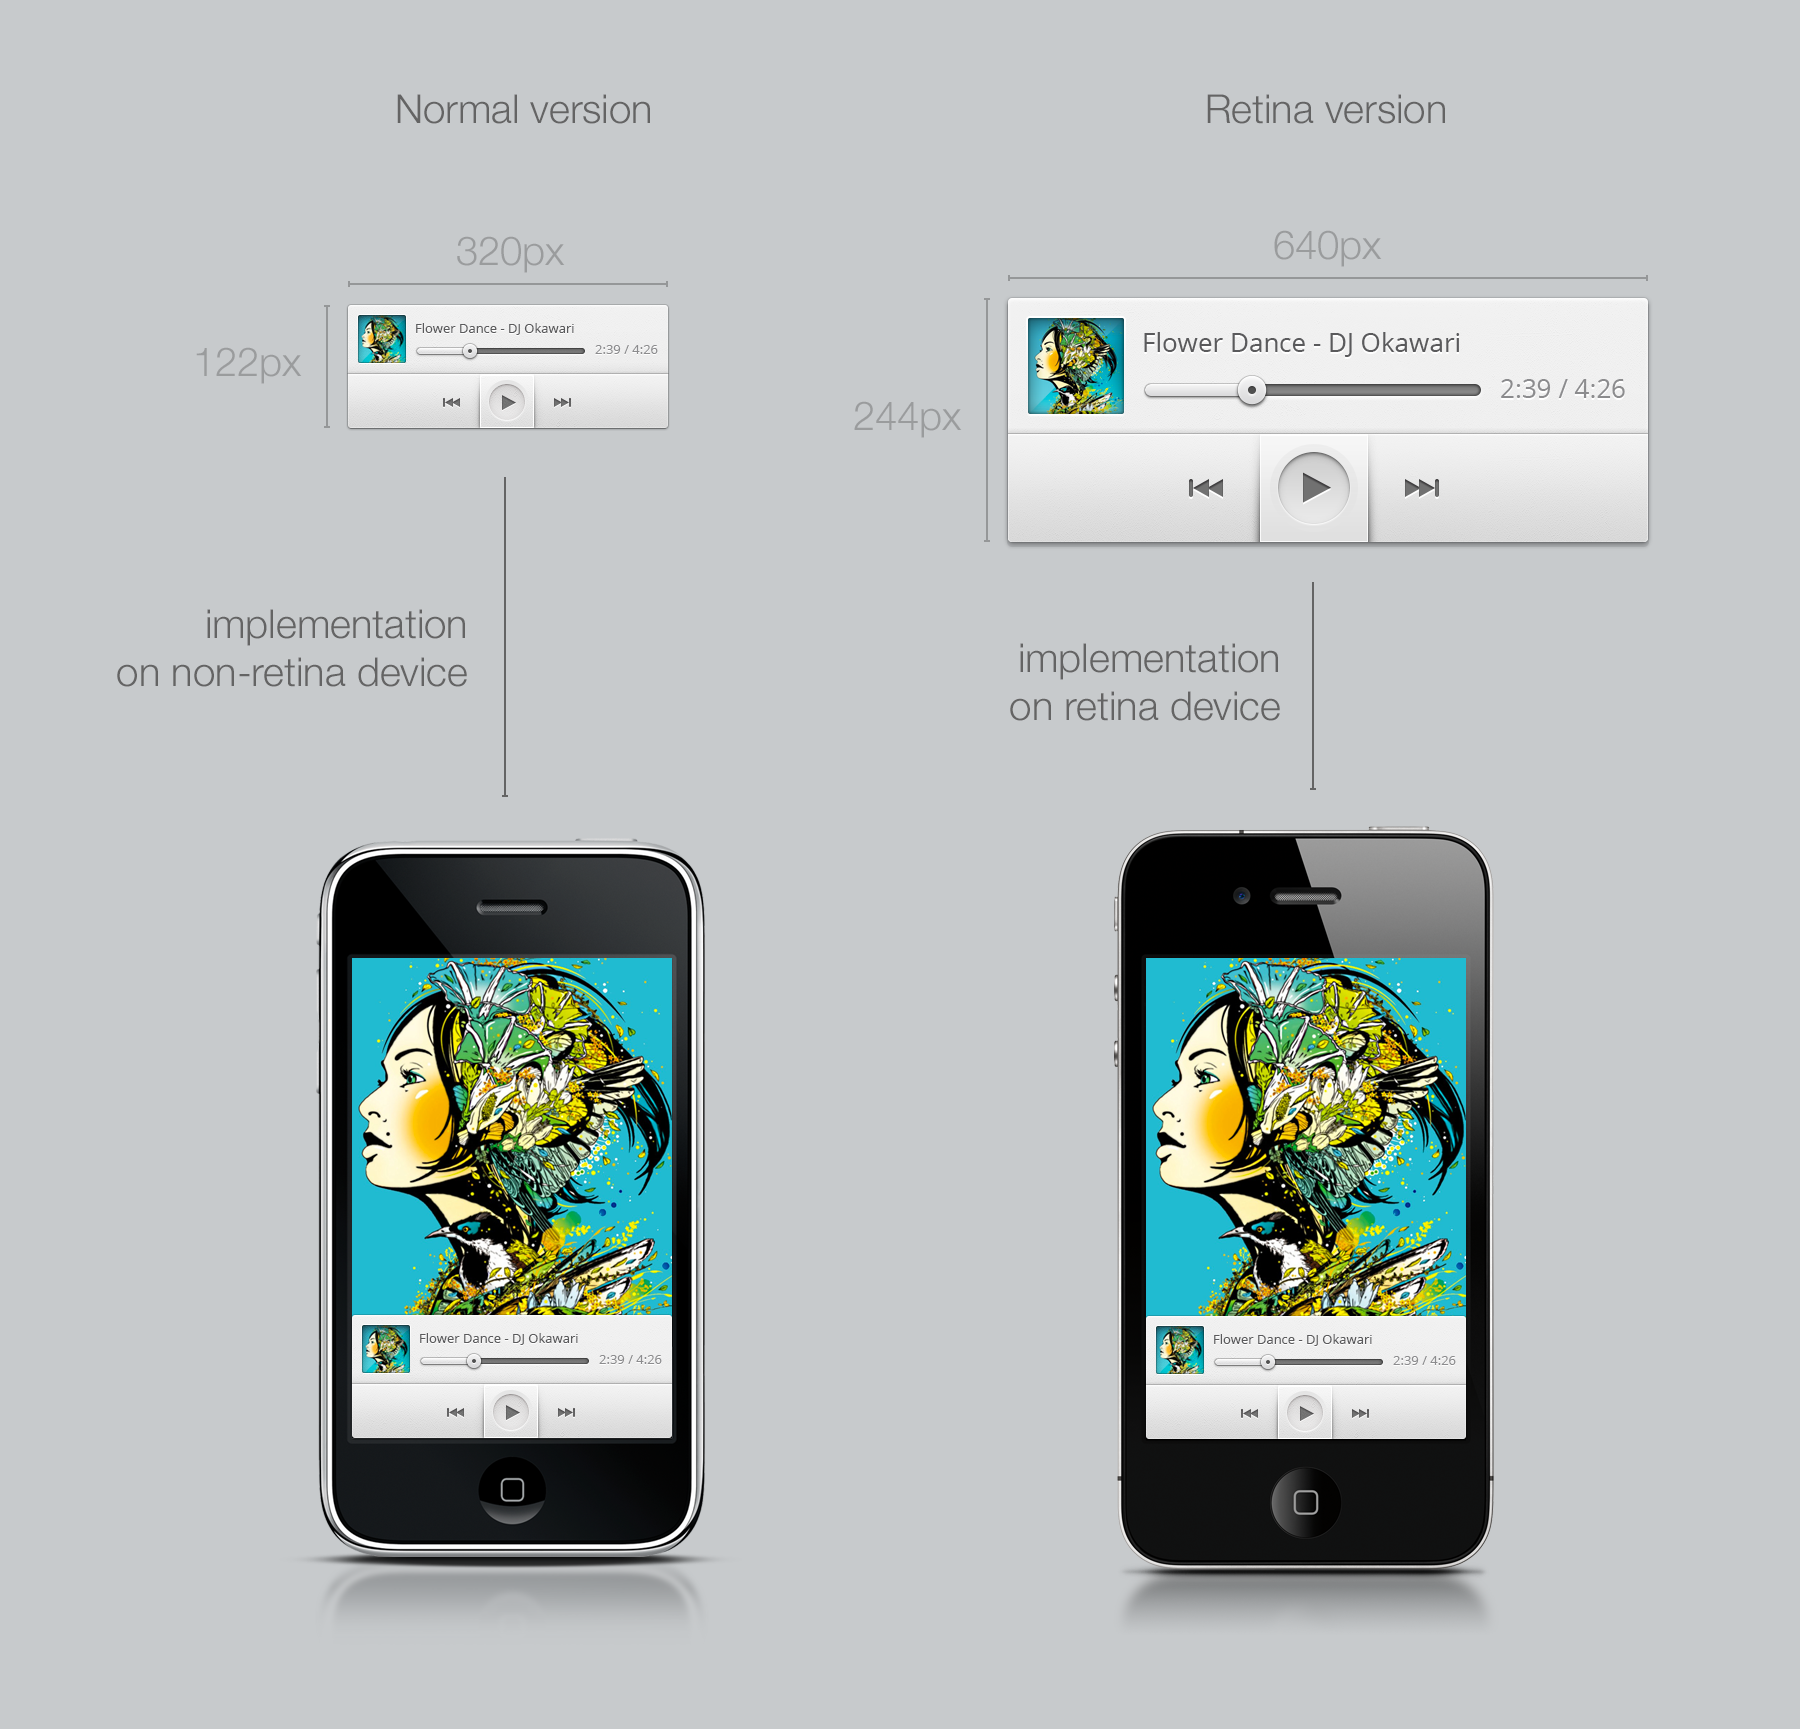 Normal version
Retina version
320px
122px
Flower Dance - DJ Okawari
2:39 / 4:26
640px
244px
Flower Dance - DJ Okawari
2:39 / 4:26
implementation
on non-retina device
implementation
on retina device
Flower Dance - DJ Okawari
2:39 / 4:26
Flower Dance - DJ Okawari
2:39 / 4:26